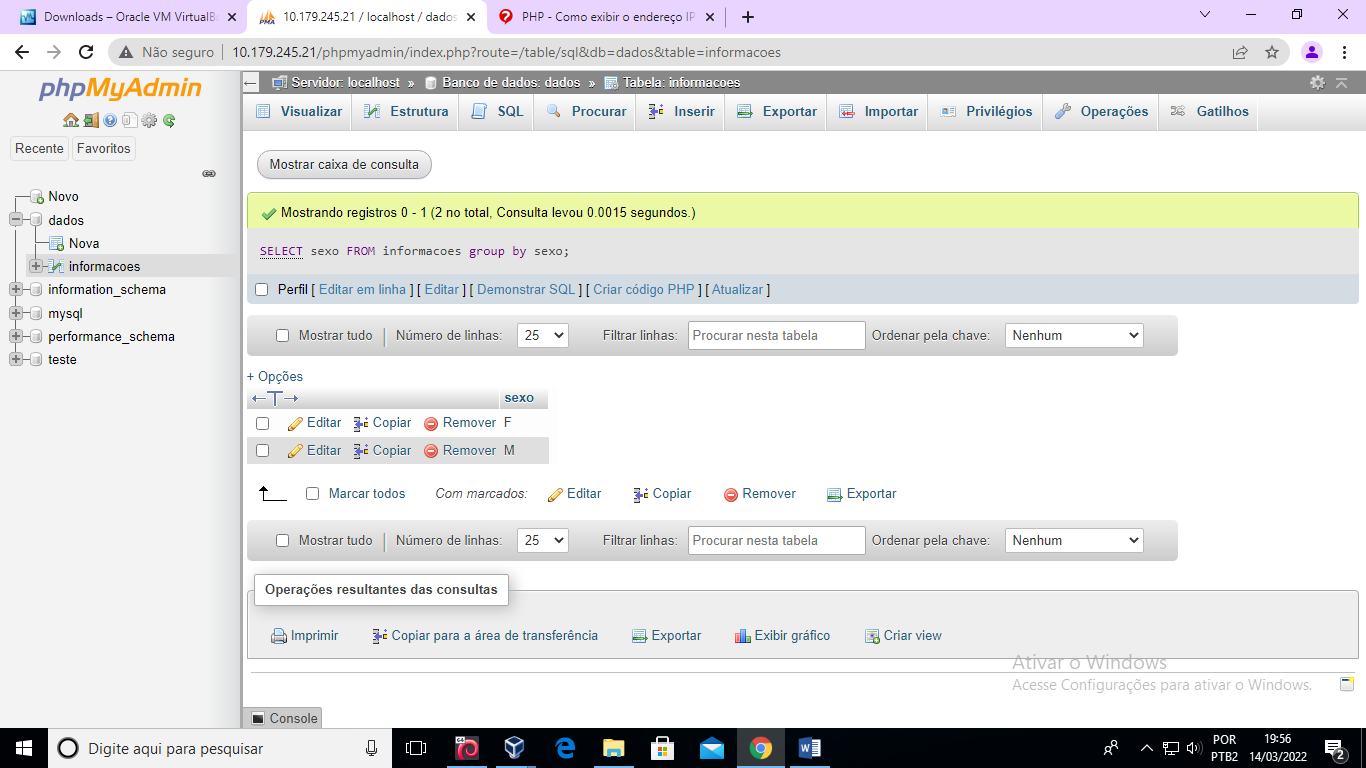 Downloads – Oracle VM VirtualB
10.179.245.21 / localhost / dados
PHP - Como exibir o endereço IP
Não seguro
10.179.245.21/phpmyadmin/index.php?route=/table/sql&db=dados&table=informacoes
phpMyAdmin
Recente
Favoritos
Novo
dados
Nova
informacoes
information_schema
mysql
performance_schema
teste
Servidor: localhost » Banco de dados: dados » Tabela: informacoes
Visualizar Estrutura SQL Procurar Inserir Exportar Importar Privilégios Operações Gatilhos
Mostrar caixa de consulta
Mostrando registros 0 - 1 (2 no total, Consulta levou 0.0015 segundos.)
SELECT sexo FROM informacoes group by sexo;
Perfil [ Editar em linha ] [ Editar ] [ Demonstrar SQL ] [ Criar código PHP ] [ Atualizar ]
Mostrar tudo | Número de linhas: 25 Filtrar linhas: Procurar nesta tabela Ordenar pela chave: Nenhum
+ Opções
←T→ sexo
Editar Copiar Remover F
Editar Copiar Remover M
Marcar todos Com marcados: Editar Copiar Remover Exportar
Mostrar tudo | Número de linhas: 25 Filtrar linhas: Procurar nesta tabela Ordenar pela chave: Nenhum
Operações resultantes das consultas
Imprimir Copiar para a área de transferência Exportar Exibir gráfico Criar view
Ativar o Windows
Acesse Configurações para ativar o Windows.
Console
Digite aqui para pesquisar
POR
PTB2
19:56
14/03/2022
2